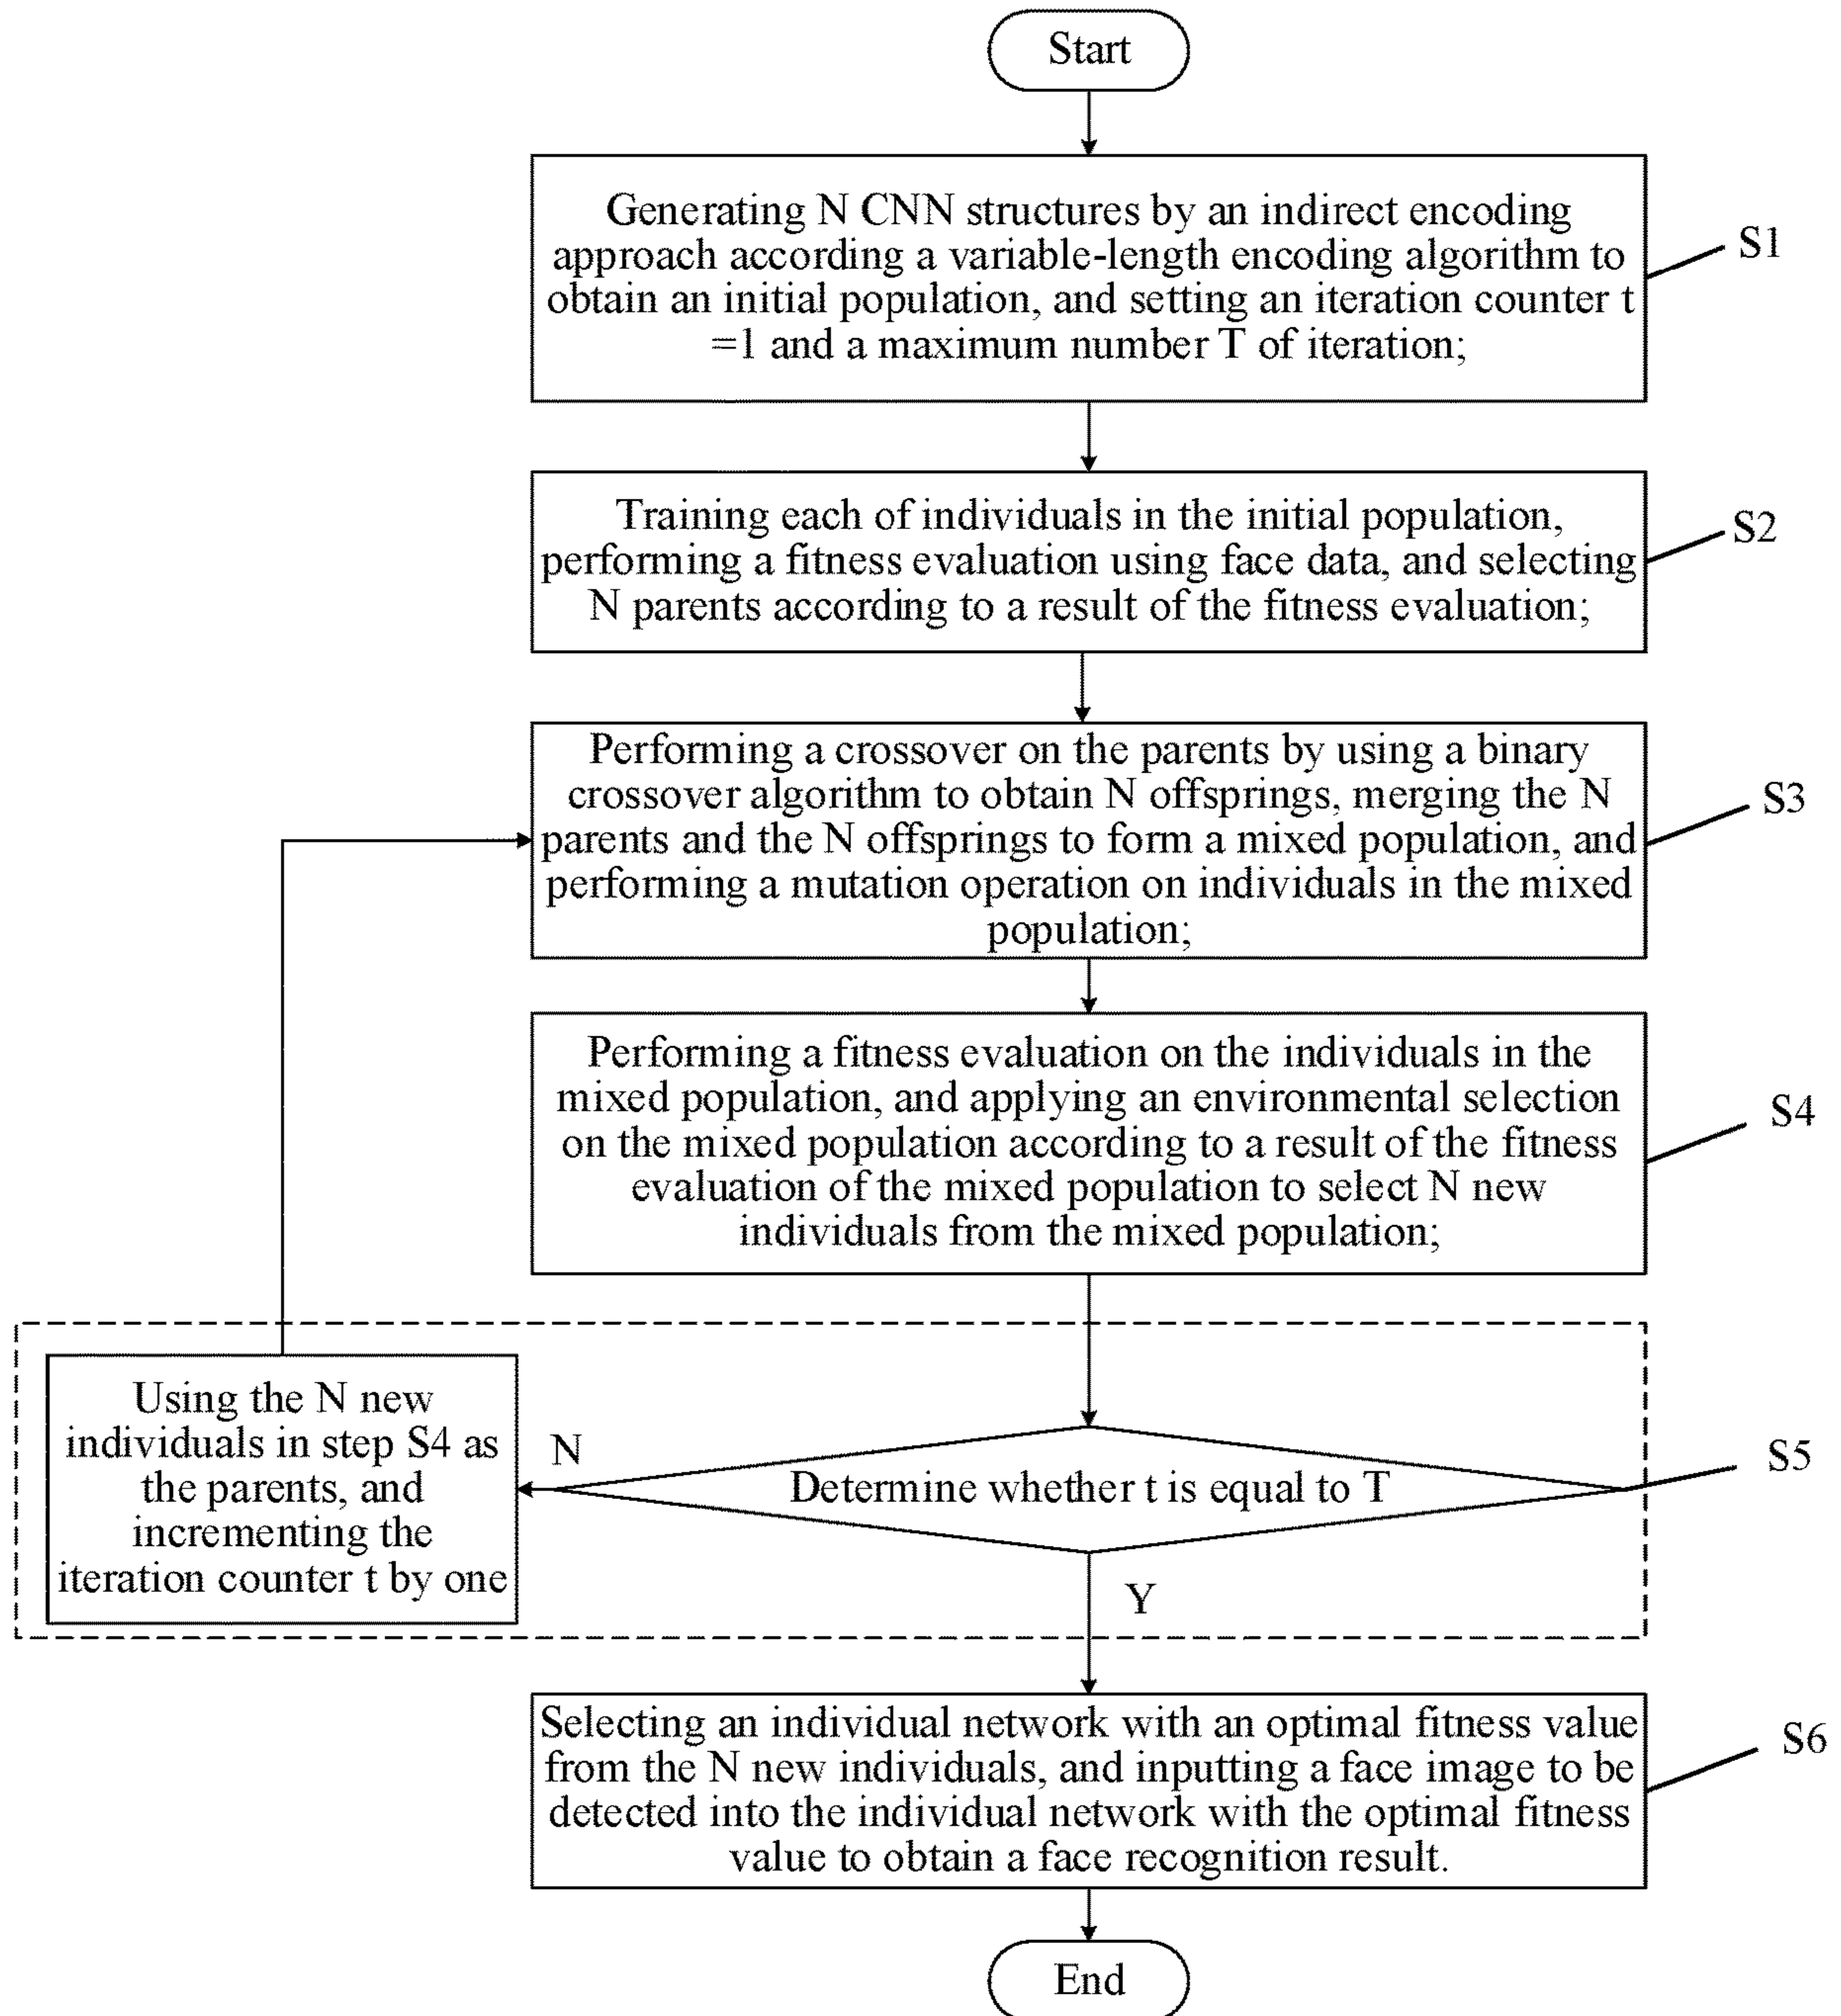 Start
Generating N CNN structures by an indirect encoding
approach according a variable-length encoding algorithm to
obtain an initial population, and setting an iteration counter t
=1 and a maximum number T of iteration;
S1
Training each of individuals in the initial population,
performing a fitness evaluation using face data, and selecting
N parents according to a result of the fitness evaluation;
S2
Performing a crossover on the parents by using a binary
crossover algorithm to obtain N offsprings, merging the N
parents and the N offsprings to form a mixed population, and
performing a mutation operation on individuals in the mixed
population;
S3
Performing a fitness evaluation on the individuals in the
mixed population, and applying an environmental selection
on the mixed population according to a result of the fitness
evaluation of the mixed population to select N new
individuals from the mixed population;
S4
Using the N new
individuals in step S4 as
the parents, and
incrementing the
iteration counter t by one
N
Determine whether t is equal to T
S5
Y
Selecting an individual network with an optimal fitness value
from the N new individuals, and inputting a face image to be
detected into the individual network with the optimal fitness
value to obtain a face recognition result.
S6
End